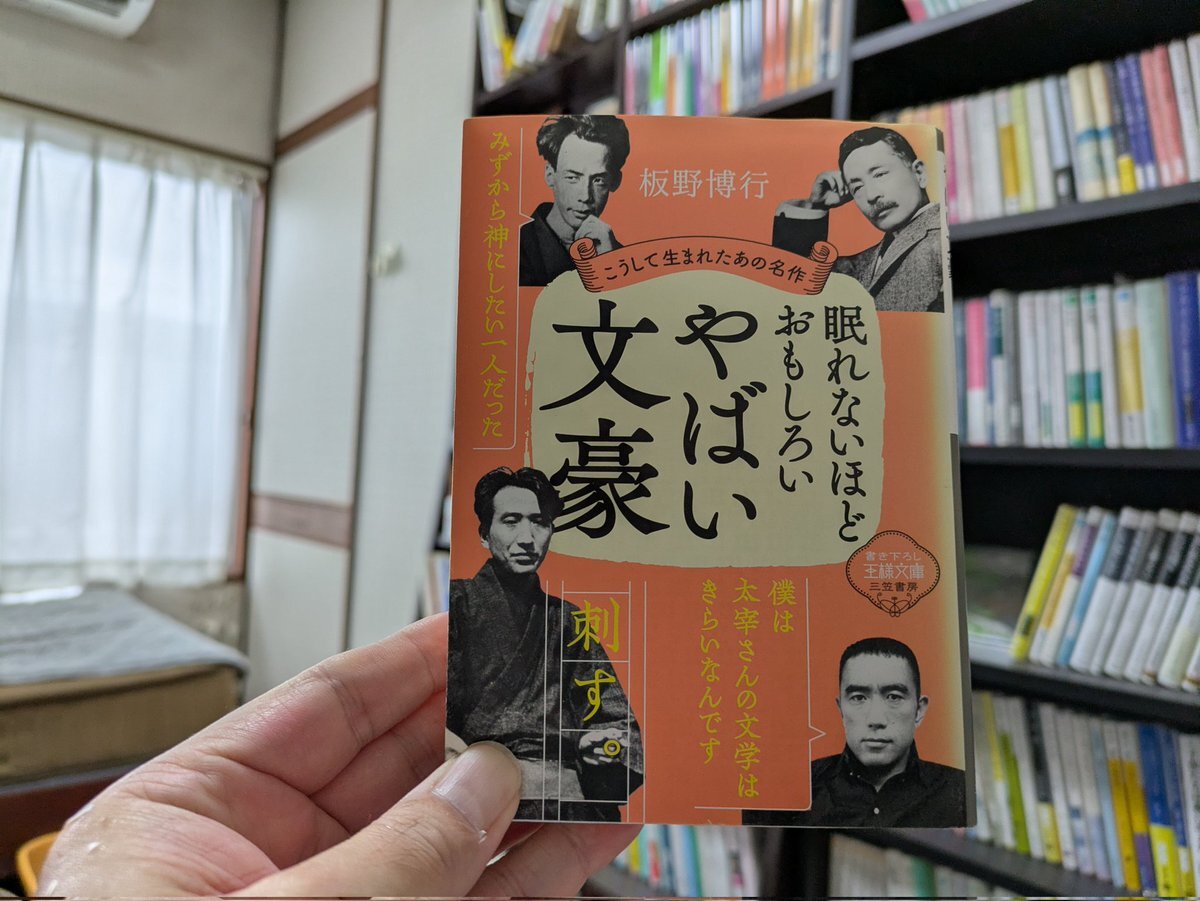 みずから神にしたい一人だった
板野博行
こうして生まれたあの名作
眠れないほど
おもしろい
やばい
文豪
書き下ろし
王様文庫
三笠書房
刺す。
僕は
太宰さんの文学は
きらいなんです